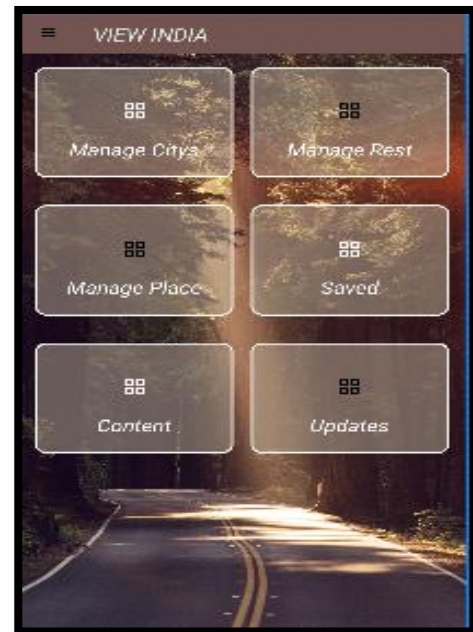 VIEW INDIA
Manage Citys
Manage Rest
Manage Place
Saved
Content
Updates